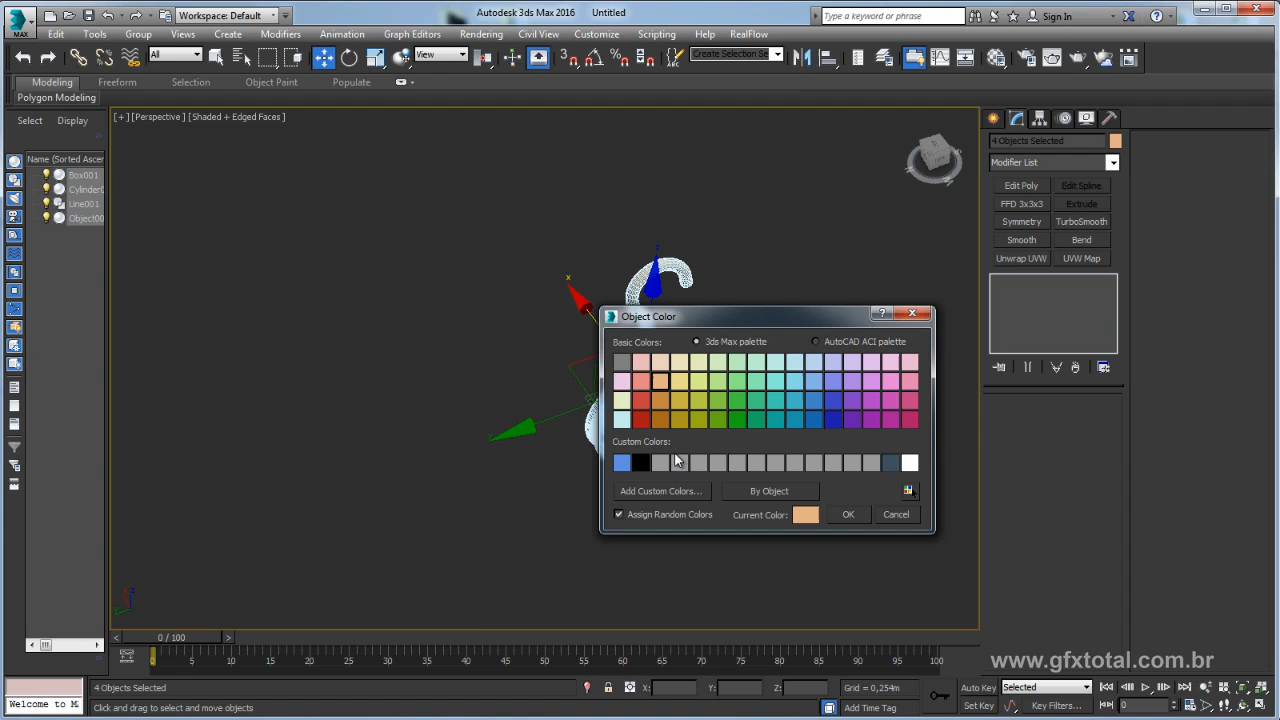 MAX
Workspace: Default
Autodesk 3ds Max 2016 Untitled
Type a keyword or phrase
Sign In
Edit Tools Group Views Create Modifiers Animation Graph Editors Rendering Civil View Customize Scripting Help RealFlow
All
View
Create Selection Se
Modeling Freeform Selection Object Paint Populate
Polygon Modeling
Select Display
[+] [Perspective] [Shaded + Edged Faces]
Name (Sorted Ascen
Box001
Cylinder0
Line001
Object00
4 Objects Selected
Modifier List
Edit Poly Edit Spline
FFD 3x3x3 Extrude
Symmetry TurboSmooth
Smooth Bend
Unwrap UVW UVW Map
x
z
Object Color
Basic Colors: 3ds Max palette AutoCAD ACI palette
Custom Colors:
Add Custom Colors... By Object
Assign Random Colors Current Color: OK Cancel
0 / 100
0 5 10 15 20 25 30 35 40 45 50 55 60 65 70 75 80 85 90 95 100
www.gfxtotal.com.br
4 Objects Selected X: Y: Z: Grid = 0,254m Auto Key Selected
Welcome to M. Click and drag to select and move objects Add Time Tag Set Key Key Filters... 0